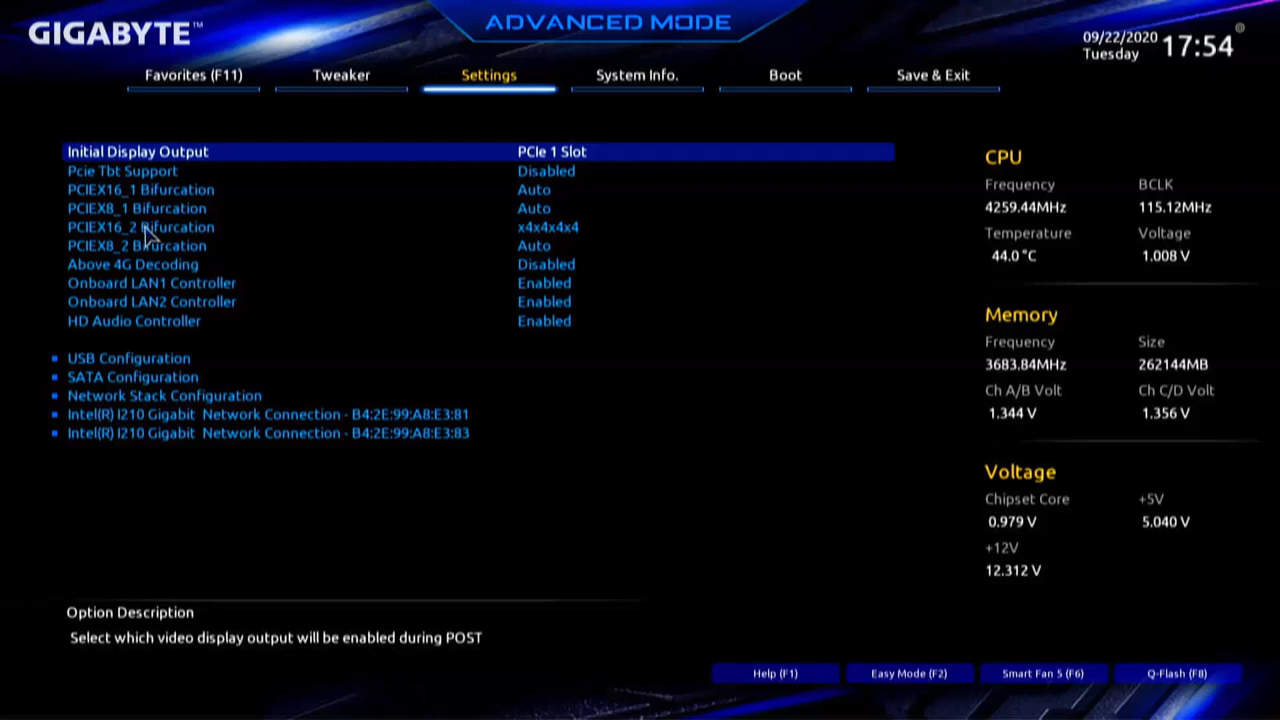 GIGABYTE™
ADVANCED MODE
09/22/2020
Tuesday
17:54
Favorites (F11) Tweaker Settings System Info. Boot Save & Exit
Initial Display Output PCIe 1 Slot
Pcie Tbt Support Disabled
PCIEX16_1 Bifurcation Auto
PCIEX8_1 Bifurcation Auto
PCIEX16_2 Bifurcation x4x4x4x4
PCIEX8_2 Bifurcation Auto
Above 4G Decoding Disabled
Onboard LAN1 Controller Enabled
Onboard LAN2 Controller Enabled
HD Audio Controller Enabled
USB Configuration
SATA Configuration
Network Stack Configuration
Intel(R) I210 Gigabit Network Connection - B4:2E:99:A8:E3:81
Intel(R) I210 Gigabit Network Connection - B4:2E:99:A8:E3:83
CPU
Frequency BCLK
4259.44MHz 115.12MHz
Temperature Voltage
44.0 °C 1.008 V
Memory
Frequency Size
3683.84MHz 262144MB
Ch A/B Volt Ch C/D Volt
1.344 V 1.356 V
Voltage
Chipset Core +5V
0.979 V 5.040 V
+12V
12.312 V
Option Description
Select which video display output will be enabled during POST
Help (F1) Easy Mode (F2) Smart Fan 5 (F6) Q-Flash (F8)